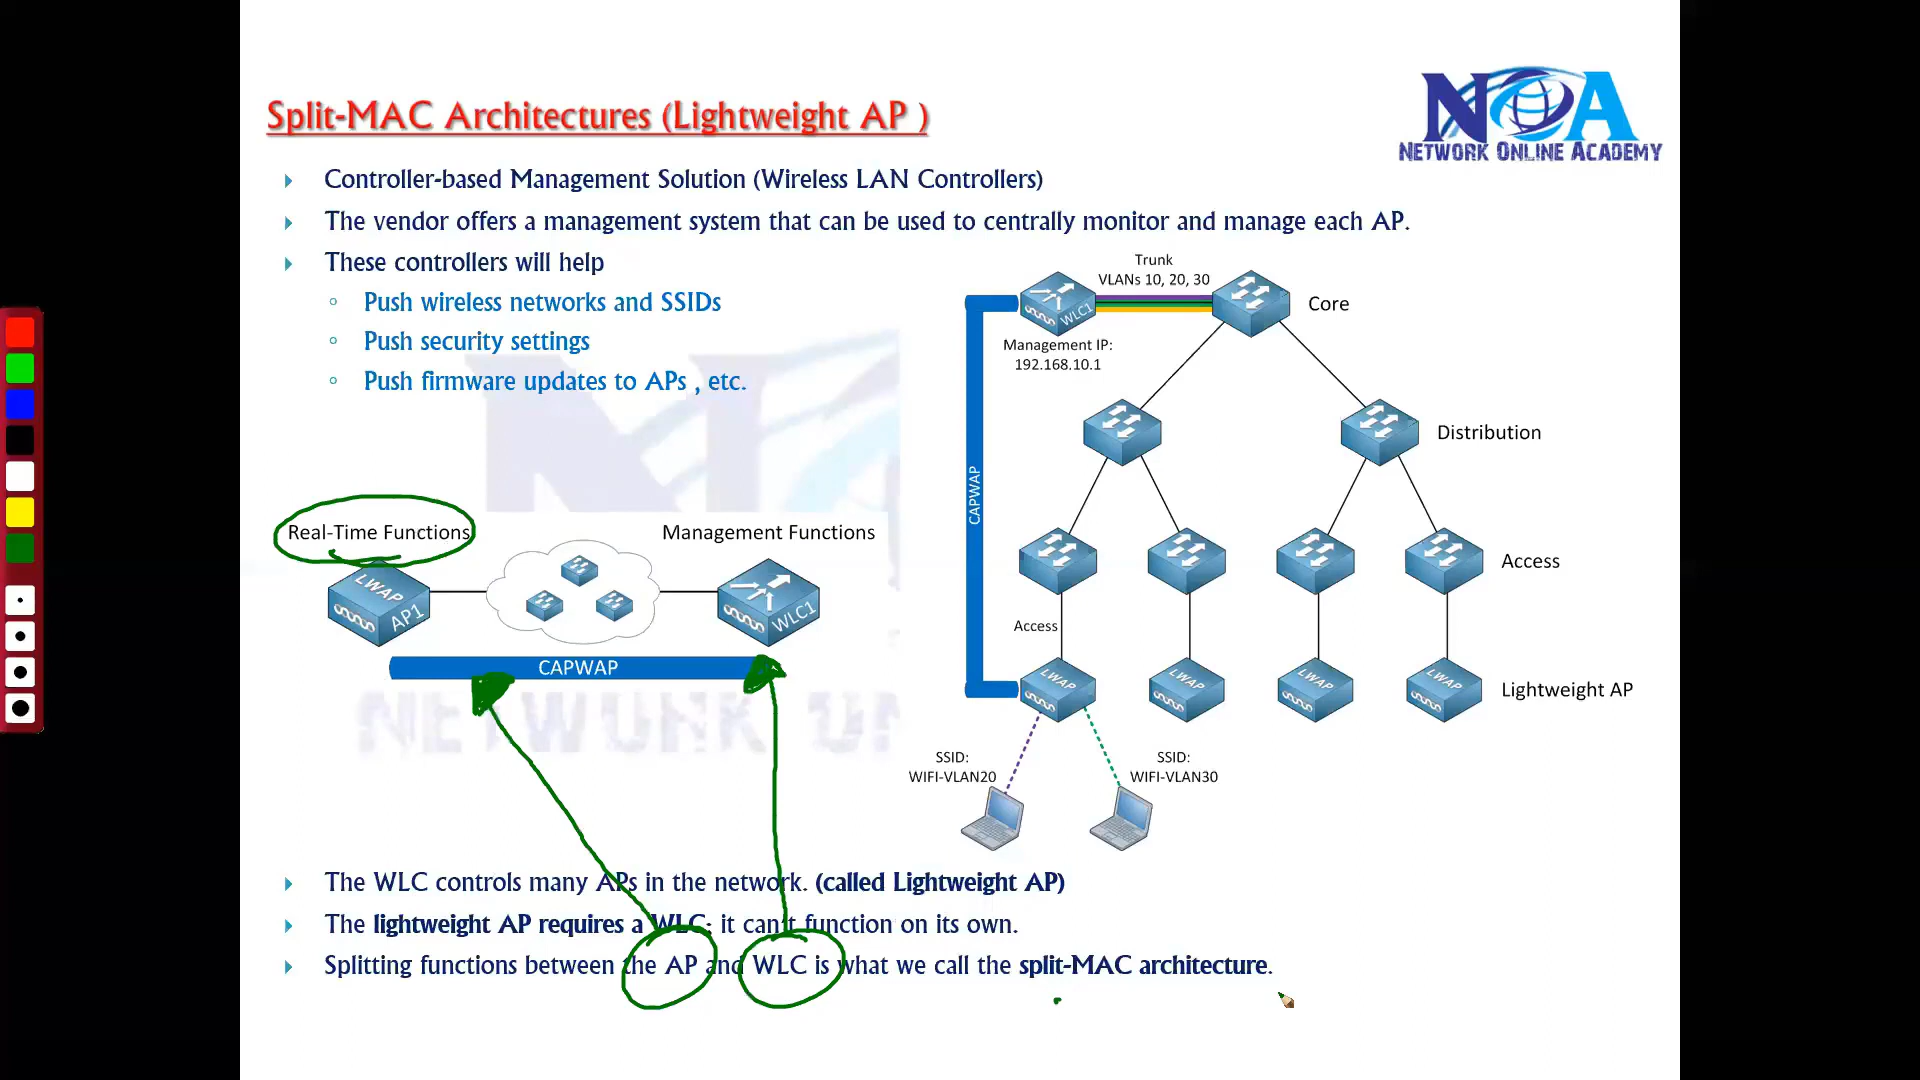 Split-MAC Architectures (Lightweight AP )
NOA
NETWORK ONLINE ACADEMY
Controller-based Management Solution (Wireless LAN Controllers)
The vendor offers a management system that can be used to centrally monitor and manage each AP.
These controllers will help
Push wireless networks and SSIDs
Push security settings
Push firmware updates to APs , etc.
Trunk
VLANs 10, 20, 30
WLC1
Core
Management IP:
192.168.10.1
Distribution
CAPWAP
Access
Access
LWAP
LWAP
LWAP
LWAP
Lightweight AP
SSID:
WIFI-VLAN20
SSID:
WIFI-VLAN30
Real-Time Functions
Management Functions
LWAP
AP1
WLC1
CAPWAP
NETWORK ON
The WLC controls many APs in the network. (called Lightweight AP)
The lightweight AP requires a WLC; it can't function on its own.
Splitting functions between the AP and WLC is what we call the split-MAC architecture.